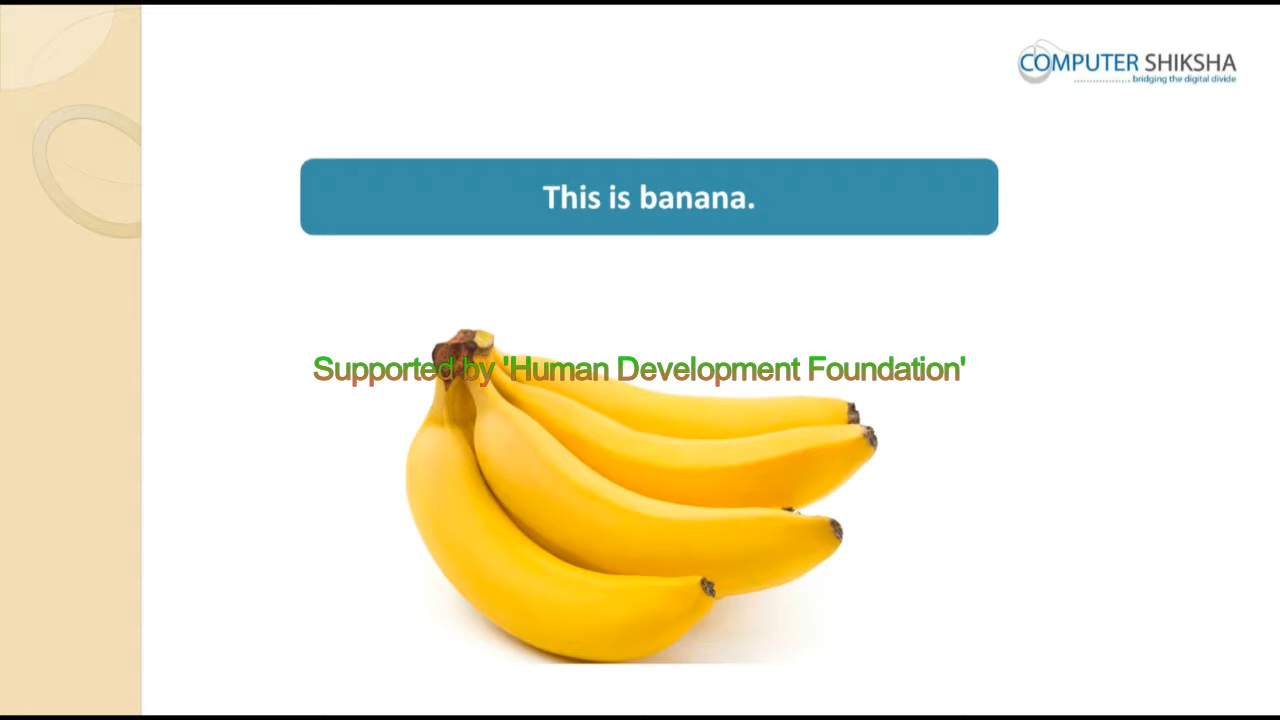 COMPUTER SHIKSHA
bridging the digital divide
This is banana.
Supported by 'Human Development Foundation'